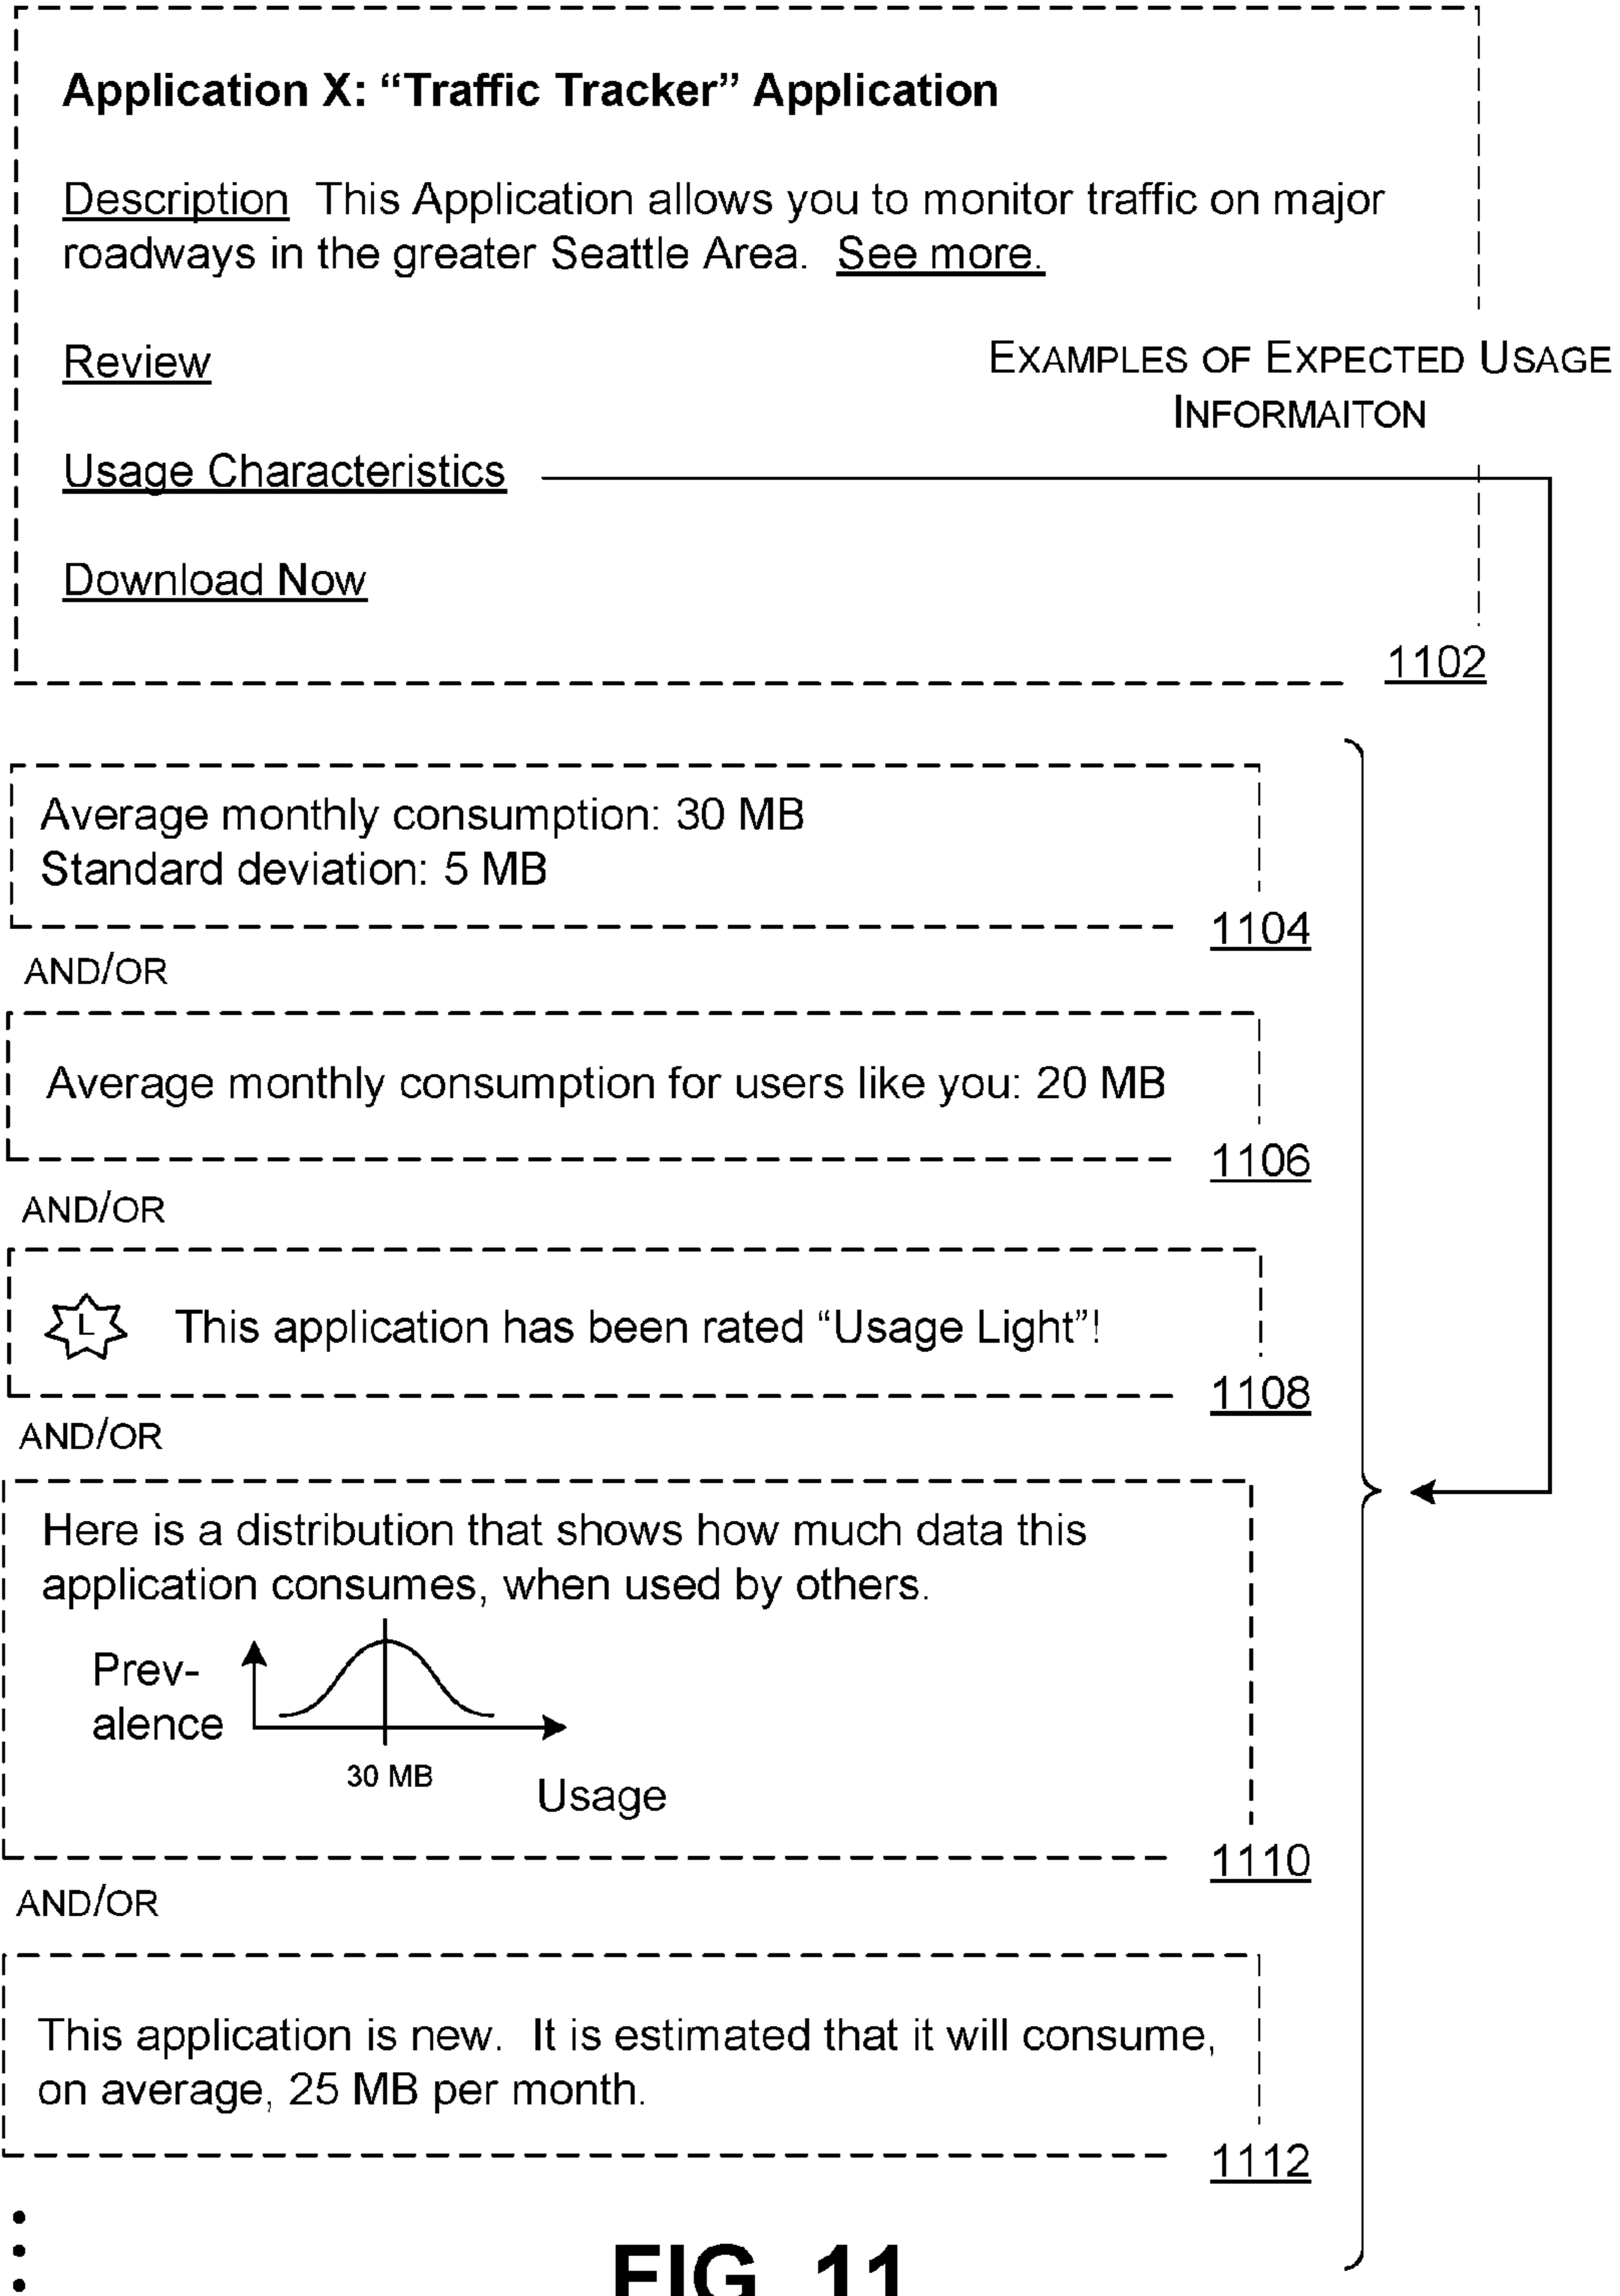 Application X: “Traffic Tracker” Application
Description This Application allows you to monitor traffic on major
roadways in the greater Seattle Area. See more.
Review
EXAMPLES OF EXPECTED USAGE
INFORMAITON
Usage Characteristics
Download Now
1102
Average monthly consumption: 30 MB
Standard deviation: 5 MB
1104
AND/OR
Average monthly consumption for users like you: 20 MB
1106
AND/OR
L This application has been rated “Usage Light”!
1108
AND/OR
Here is a distribution that shows how much data this
application consumes, when used by others.
Prev-
alence
30 MB
Usage
1110
AND/OR
This application is new. It is estimated that it will consume,
on average, 25 MB per month.
1112
FIG. 11